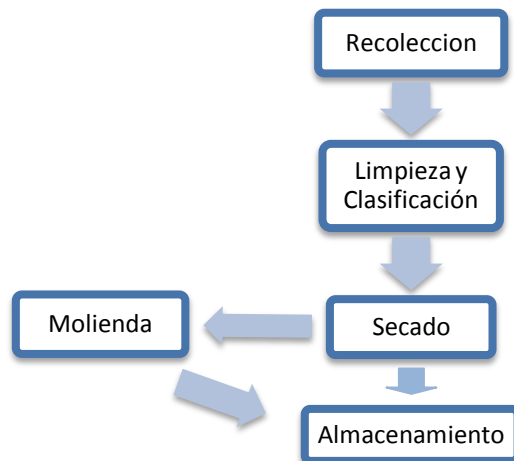 Recoleccion
Limpieza y
Clasificación
Molienda
Secado
Almacenamiento